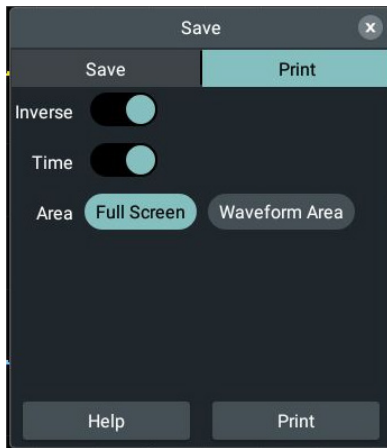 Save x
Save Print
Inverse
Time
Area Full Screen Waveform Area
Help Print